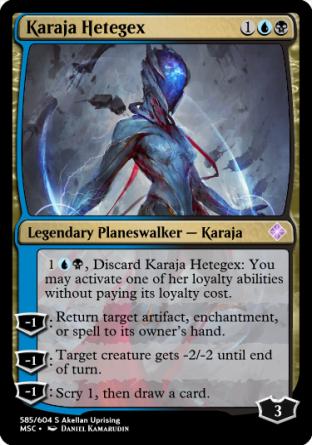 Karaja Hetegex 1
Legendary Planeswalker — Karaja
1, Discard Karaja Hetegex: You
may activate one of her loyalty abilities
without paying its loyalty cost.
-1: Return target artifact, enchantment,
or spell to its owner's hand.
-1: Target creature gets -2/-2 until end
of turn.
-1: Scry 1, then draw a card.
3
585/604 S Akellan Uprising
MSC • Daniel Kamarudin